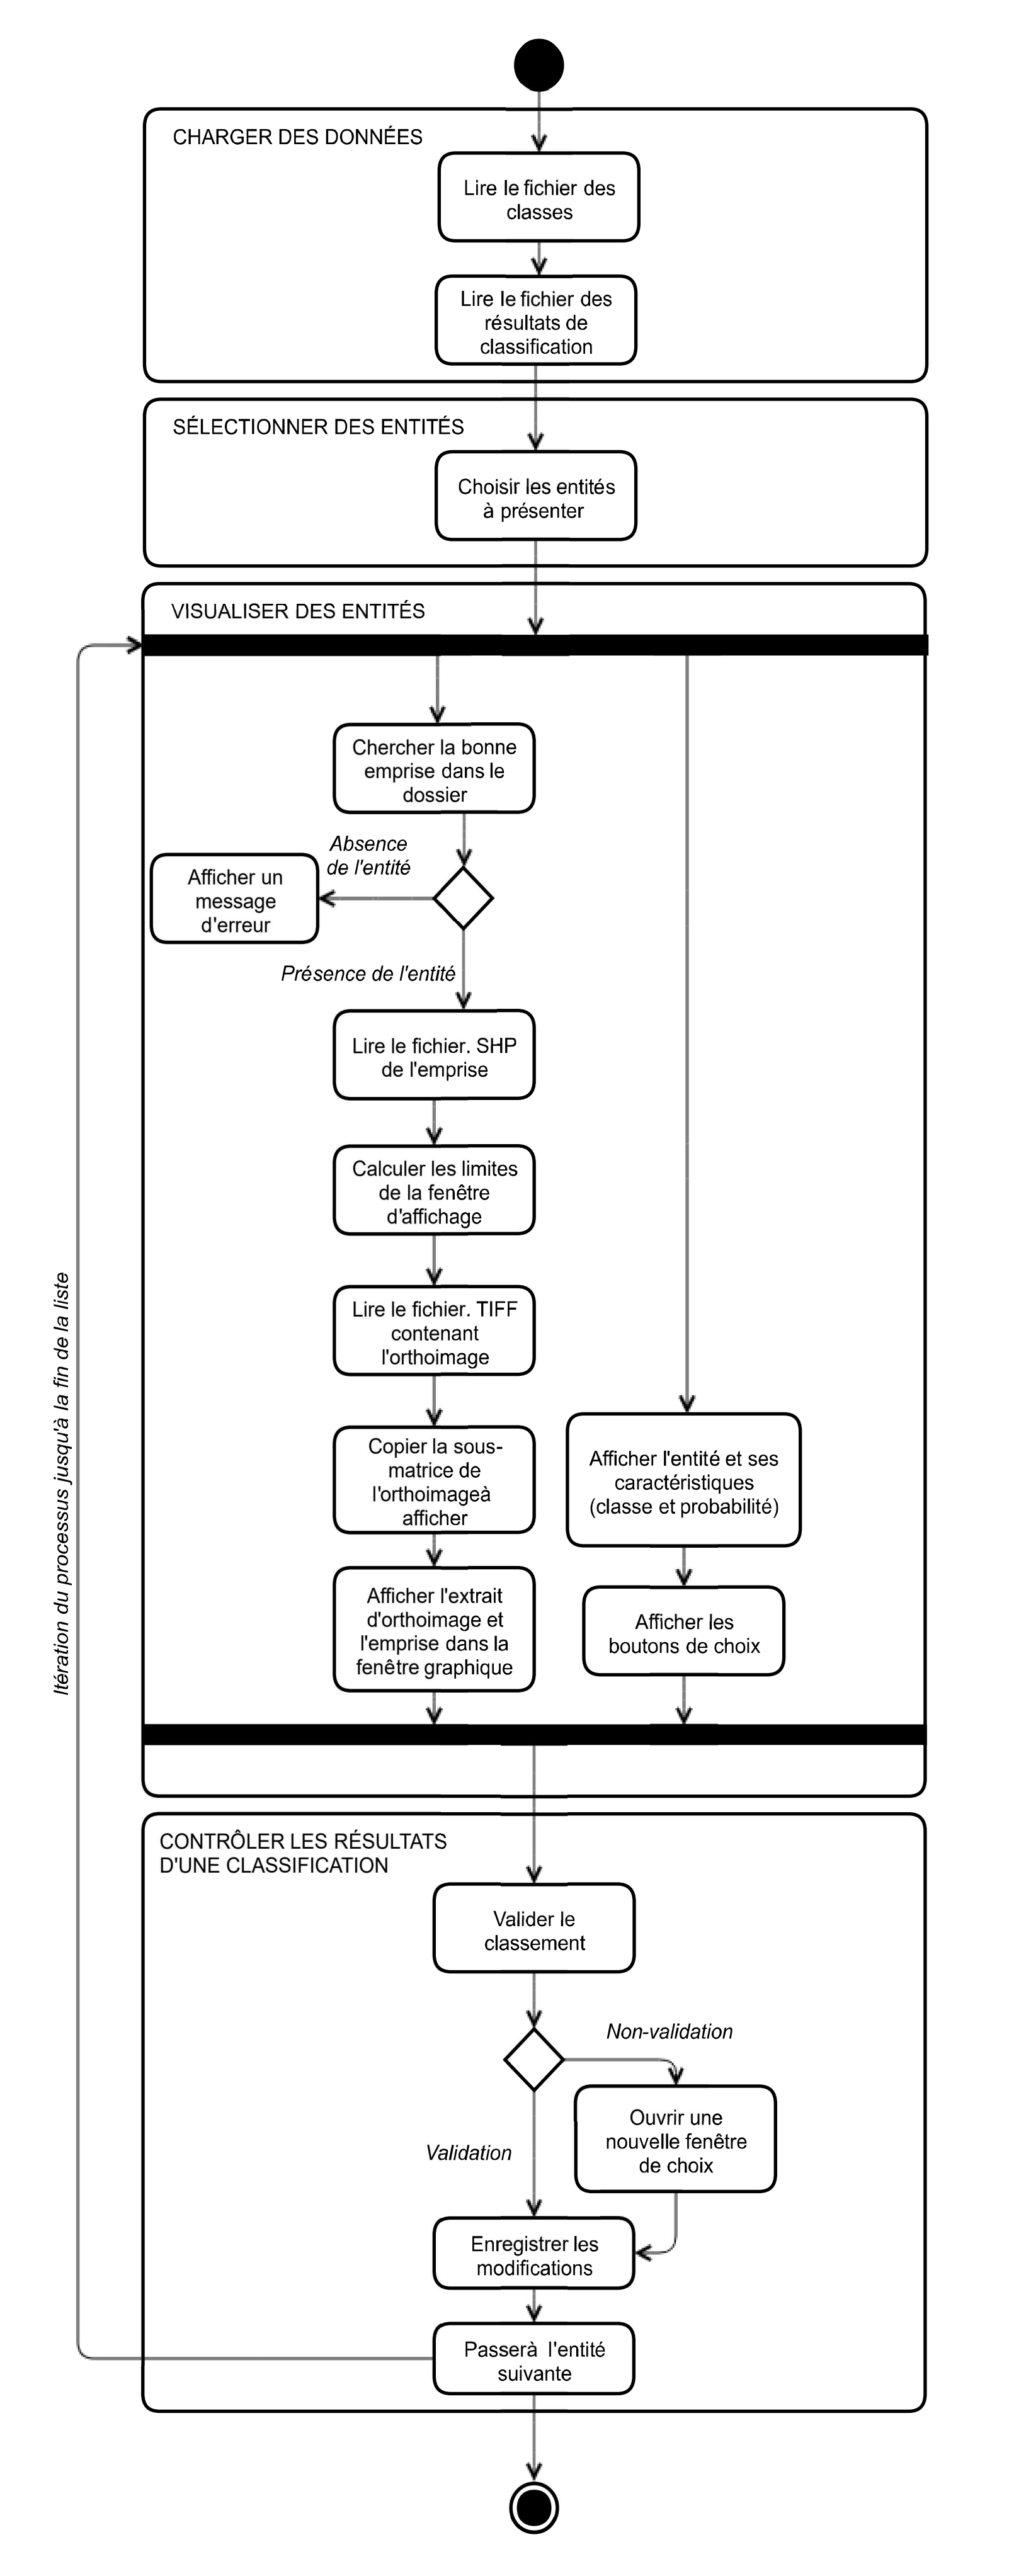 CHARGER DES DONNÉES
Lire le fichier des
classes
Lire le fichier des
résultats de
classification
SÉLECTIONNER DES ENTITÉS
Choisir les entités
à présenter
VISUALISER DES ENTITÉS
Chercher la bonne
emprise dans le
dossier
Absence
de l'entité
Afficher un
message
d'erreur
Présence de l'entité
Lire le fichier. SHP
de l'emprise
Calculer les limites
de la fenêtre
d'affichage
Lire le fichier. TIFF
contenant
l'orthoimage
Copier la sous-
matrice de
l'orthoimageà
afficher
Afficher l'extrait
d'orthoimage et
l'emprise dans la
fenêtre graphique
Afficher l'entité et ses
caractéristiques
(classe et probabilité)
Afficher les
boutons de choix
Itération du processus jusqu'à la fin de la liste
CONTRÔLER LES RÉSULTATS
D'UNE CLASSIFICATION
Valider le
classement
Non-validation
Ouvrir une
nouvelle fenêtre
de choix
Validation
Enregistrer les
modifications
Passerà l'entité
suivante